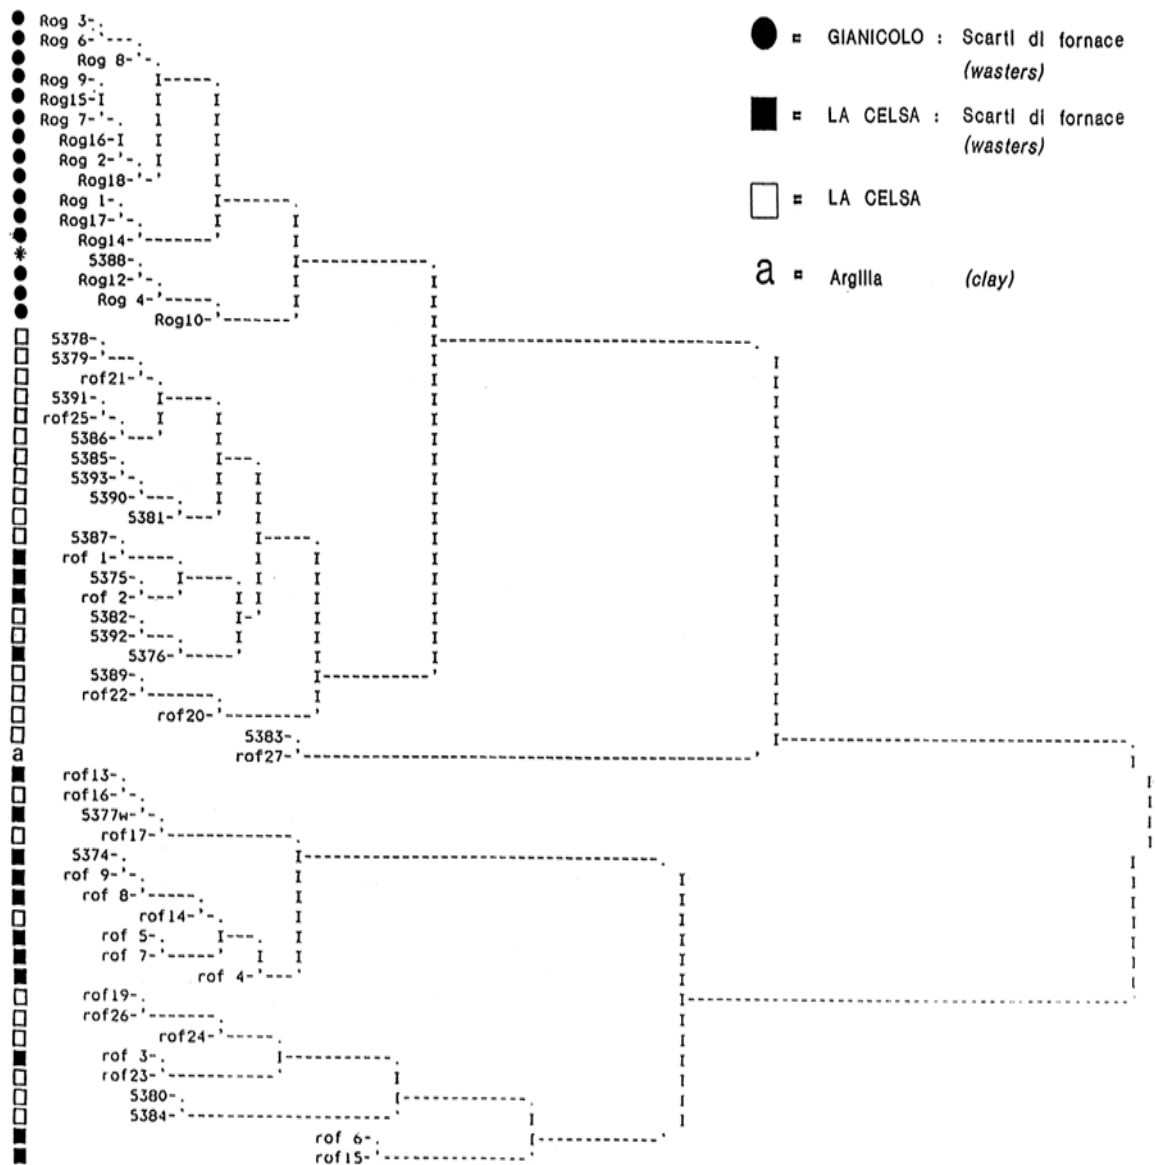 Rog 3
Rog 6
Rog 8
Rog 9
Rog15
Rog 7
Rog16
Rog 2
Rog18
Rog 1
Rog17
Rog14
5388
Rog12
Rog 4
Rog10
5378
5379
rof21
5391
rof25
5386
5385
5393
5390
5381
5387
rof 1
5375
rof 2
5382
5392
5376
5389
rof22
rof20
5383
rof27
rof13
rof16
5377w
rof17
5374
rof 9
rof 8
rof14
rof 5
rof 7
rof 4
rof19
rof26
rof24
rof 3
rof23
5380
5384
rof 6
rof15
*
a
= GIANICOLO : Scarti di fornace
(wasters)
= LA CELSA : Scarti di fornace
(wasters)
= LA CELSA
a = Argilla (clay)